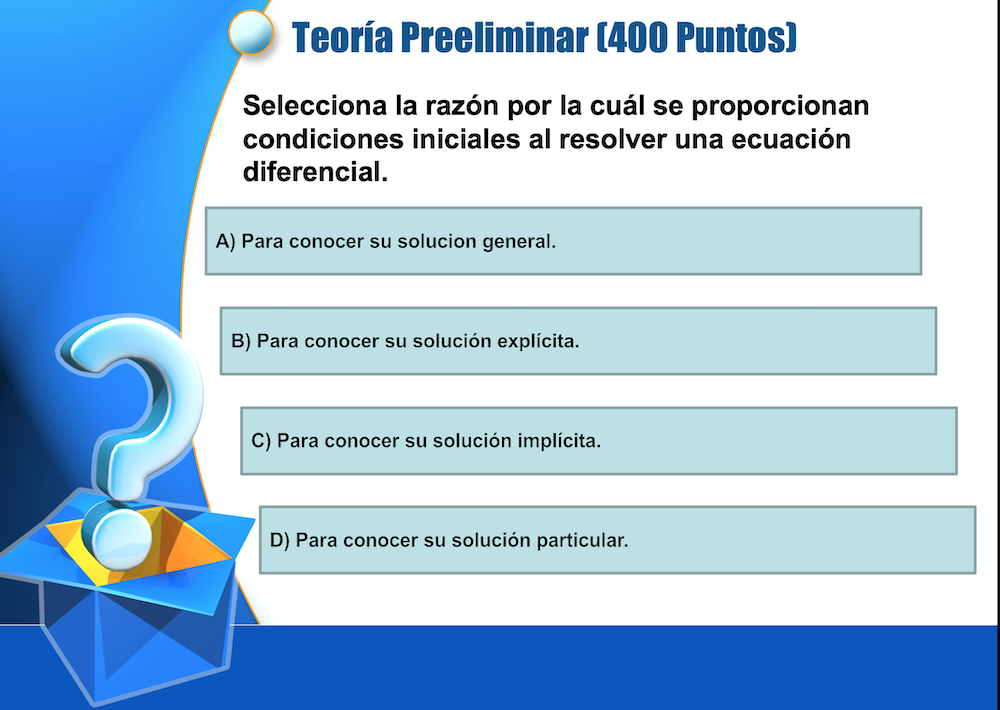 Teoría Preeliminar (400 Puntos)
Selecciona la razón por la cuál se proporcionan
condiciones iniciales al resolver una ecuación
diferencial.
A) Para conocer su solucion general.
B) Para conocer su solución explícita.
C) Para conocer su solución implícita.
D) Para conocer su solución particular.